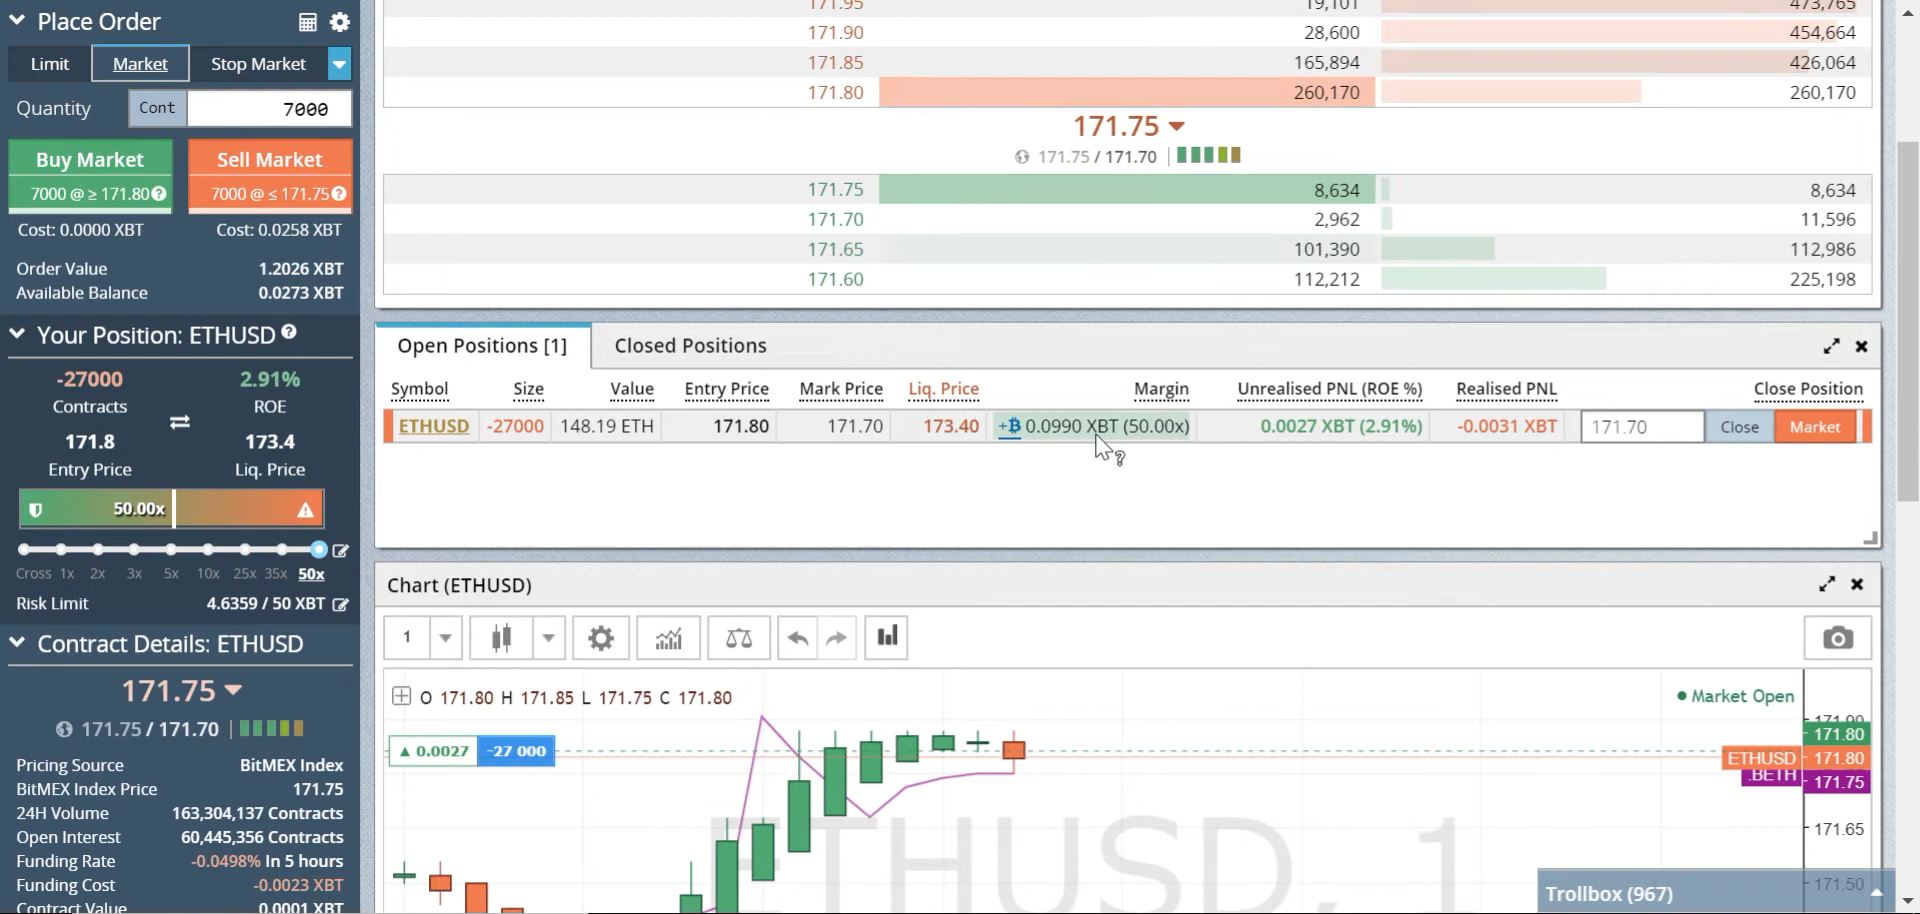 Place Order
Limit Market Stop Market
Quantity Cont 7000
Buy Market Sell Market
7000 @ ≥ 171.80 7000 @ ≤ 171.75
Cost: 0.0000 XBT Cost: 0.0258 XBT
Order Value 1.2026 XBT
Available Balance 0.0273 XBT
Your Position: ETHUSD
-27000 2.91%
Contracts ROE
171.8 173.4
Entry Price Liq. Price
50.00x
Cross 1x 2x 3x 5x 10x 25x 35x 50x
Risk Limit 4.6359 / 50 XBT
Contract Details: ETHUSD
171.75
171.75 / 171.70
Pricing Source BitMEX Index
BitMEX Index Price 171.75
24H Volume 163,304,137 Contracts
Open Interest 60,445,356 Contracts
Funding Rate -0.0498% In 5 hours
Funding Cost -0.0023 XBT
Contract Value 0.0001 XBT
171.95 19,101 473,765
171.90 28,600 454,664
171.85 165,894 426,064
171.80 260,170 260,170
171.75
171.75 / 171.70
171.75 8,634 8,634
171.70 2,962 11,596
171.65 101,390 112,986
171.60 112,212 225,198
Open Positions [1] Closed Positions
Symbol Size Value Entry Price Mark Price Liq. Price Margin Unrealised PNL (ROE %) Realised PNL Close Position
ETHUSD -27000 148.19 ETH 171.80 171.70 173.40 +₿ 0.0990 XBT (50.00x) 0.0027 XBT (2.91%) -0.0031 XBT 171.70 Close Market
Chart (ETHUSD)
1
O 171.80 H 171.85 L 171.75 C 171.80
Market Open
171.90
0.0027 -27 000
171.80
ETHUSD 171.80
.BETH 171.75
171.65
ETHUSD, 1
171.50
Trollbox (967)